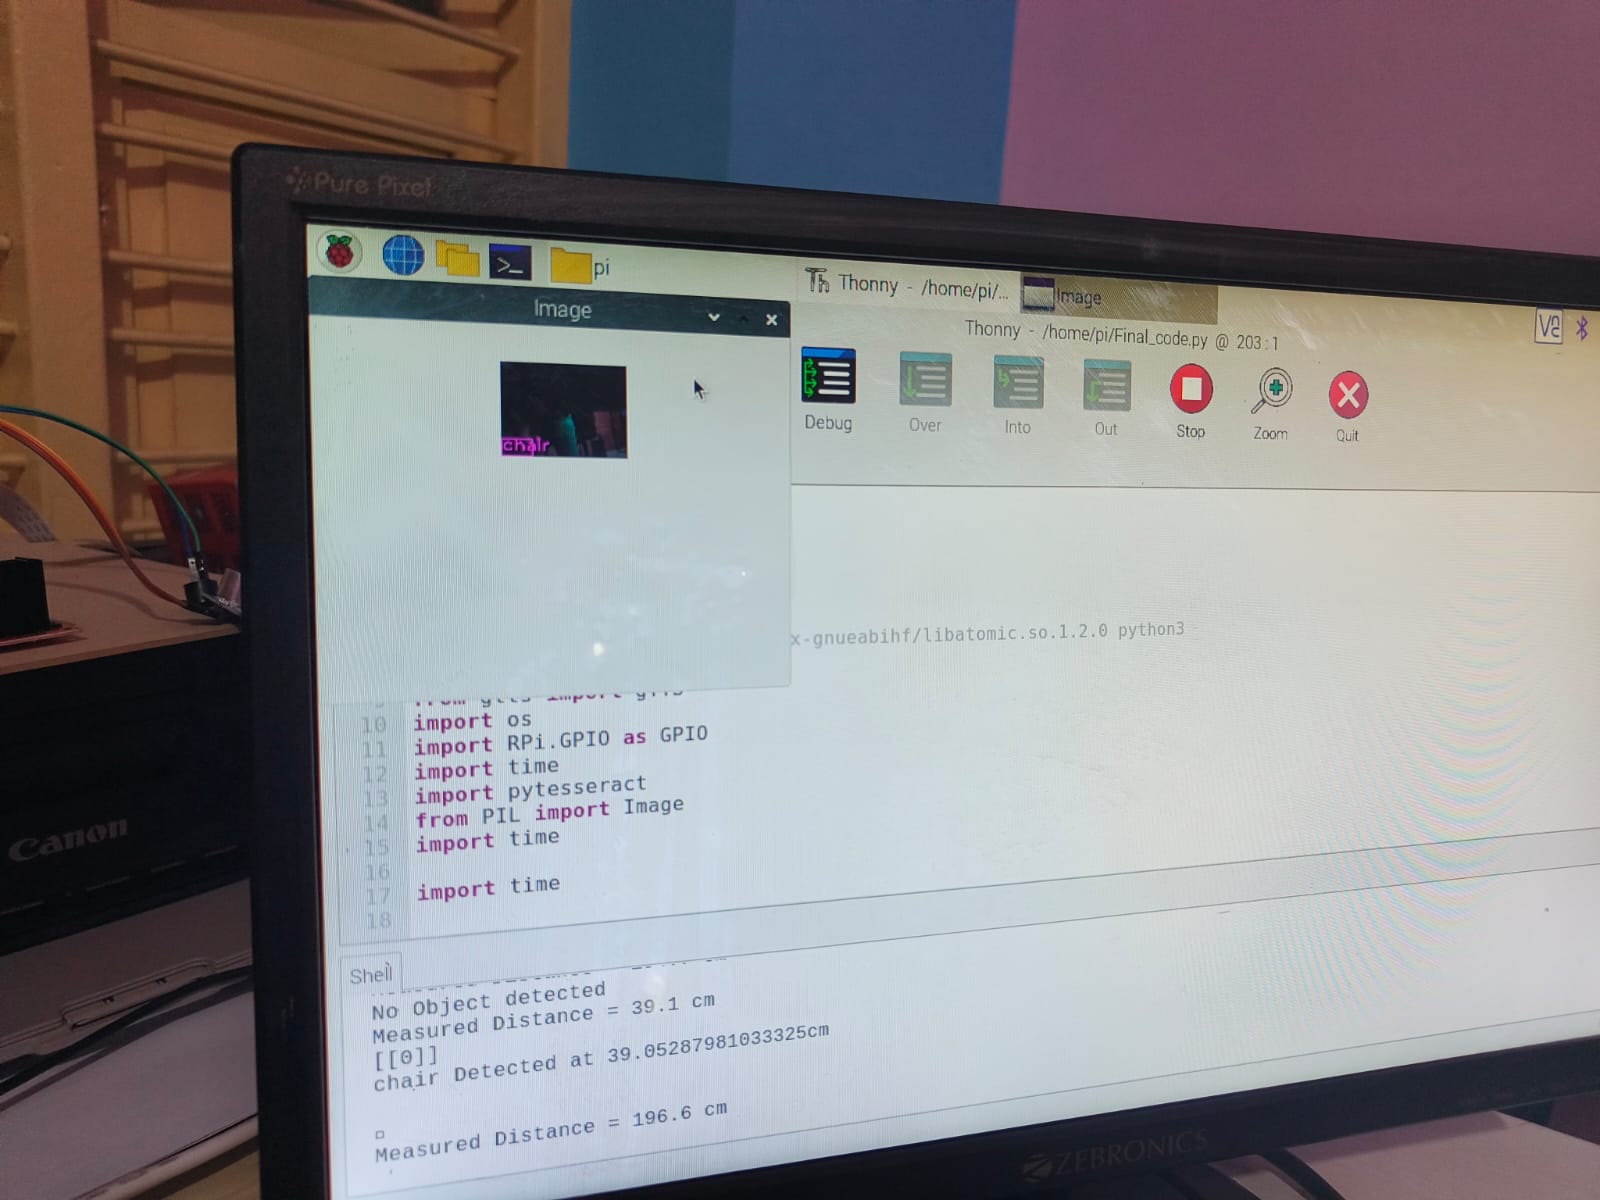 Pure Pixel
pi
Thonny - /home/pi/...
Image
Image
Thonny - /home/pi/Final_code.py @ 203:1
Debug
Over
Into
Out
Stop
Zoom
Quit
chair
x-gnueabihf/libatomic.so.1.2.0 python3
10 import os
11 import RPi.GPIO as GPIO
12 import time
13 import pytesseract
14 from PIL import Image
15 import time
16
17 import time
18
Shell
No Object detected
Measured Distance = 39.1 cm
[[0]]
chair Detected at 39.05287981033325cm
Measured Distance = 196.6 cm
Canon
ZEBRONICS